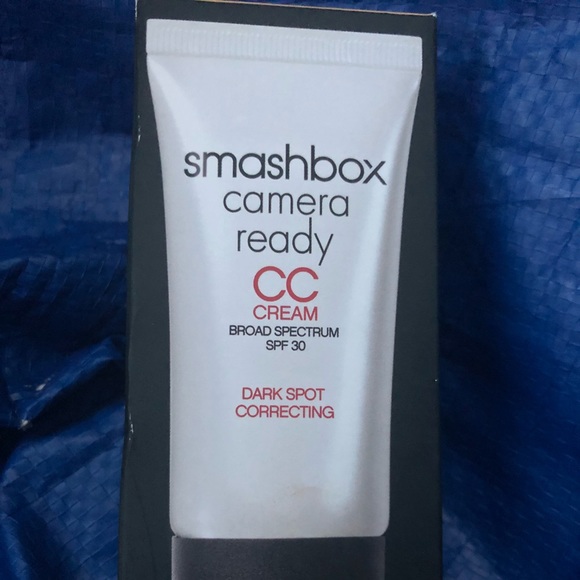 smashbox
camera
ready
CC
CREAM
BROAD SPECTRUM
SPF 30
DARK SPOT
CORRECTING